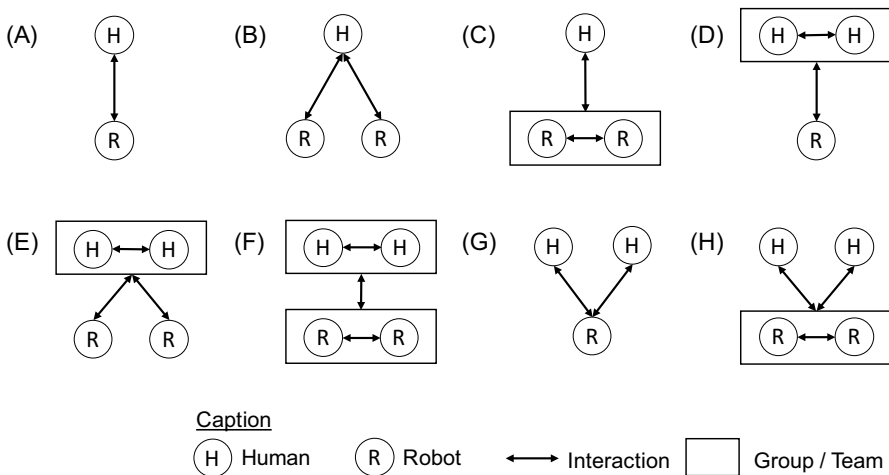 (A) H (B) H (C) H (D) H H
R R R R R R
(E) H H (F) H H (G) H H (H) H H
R R R R R R R
Caption
H Human R Robot Interaction Group / Team